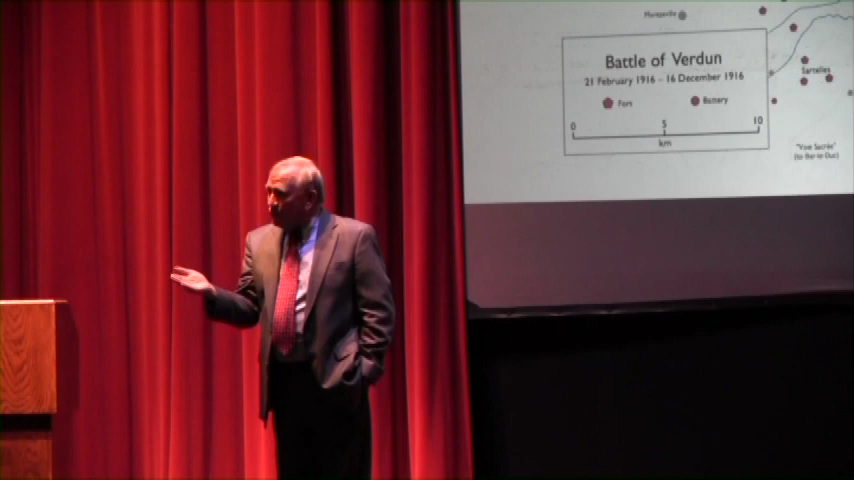 Moregeville
Battle of Verdun
21 February 1916 - 16 December 1916
Fort
Battery
0 5 10
km
Sartelles
"Voie Sacrée"
(to Bar-le-Duc)